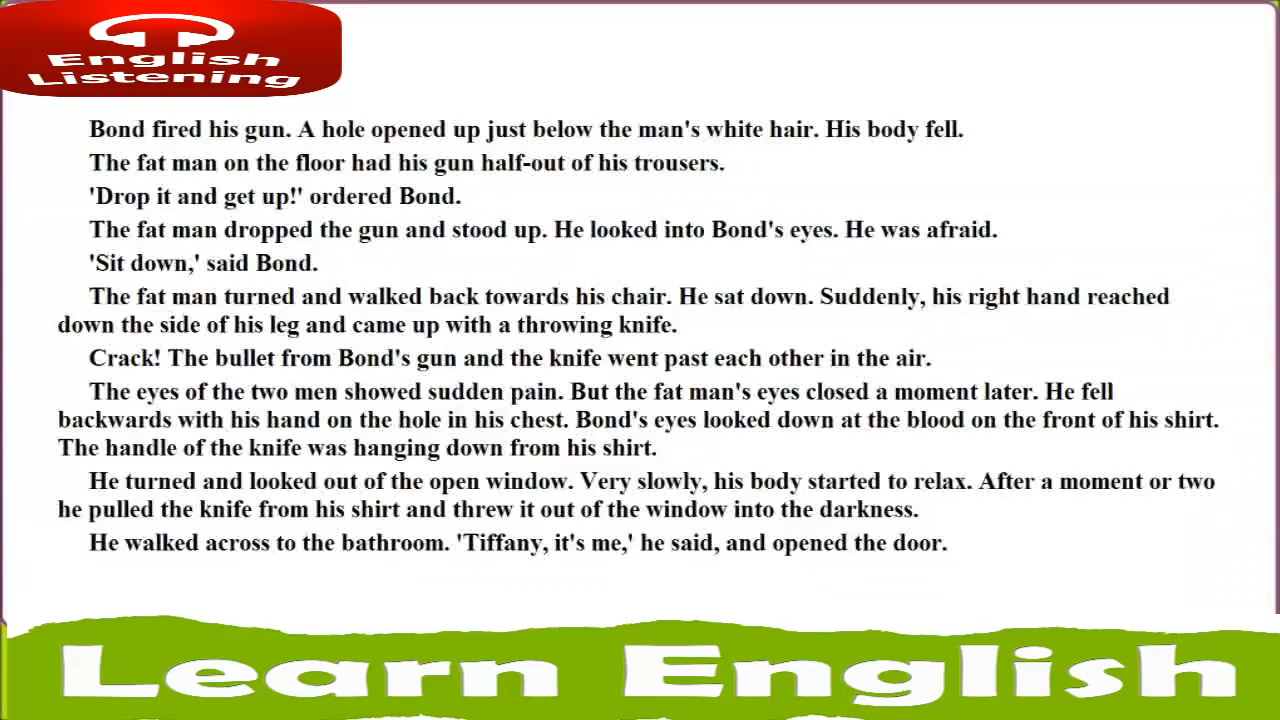 English
Listening
Bond fired his gun. A hole opened up just below the man's white hair. His body fell.
The fat man on the floor had his gun half-out of his trousers.
'Drop it and get up!' ordered Bond.
The fat man dropped the gun and stood up. He looked into Bond's eyes. He was afraid.
'Sit down,' said Bond.
The fat man turned and walked back towards his chair. He sat down. Suddenly, his right hand reached
down the side of his leg and came up with a throwing knife.
Crack! The bullet from Bond's gun and the knife went past each other in the air.
The eyes of the two men showed sudden pain. But the fat man's eyes closed a moment later. He fell
backwards with his hand on the hole in his chest. Bond's eyes looked down at the blood on the front of his shirt.
The handle of the knife was hanging down from his shirt.
He turned and looked out of the open window. Very slowly, his body started to relax. After a moment or two
he pulled the knife from his shirt and threw it out of the window into the darkness.
He walked across to the bathroom. 'Tiffany, it's me,' he said, and opened the door.
Learn English